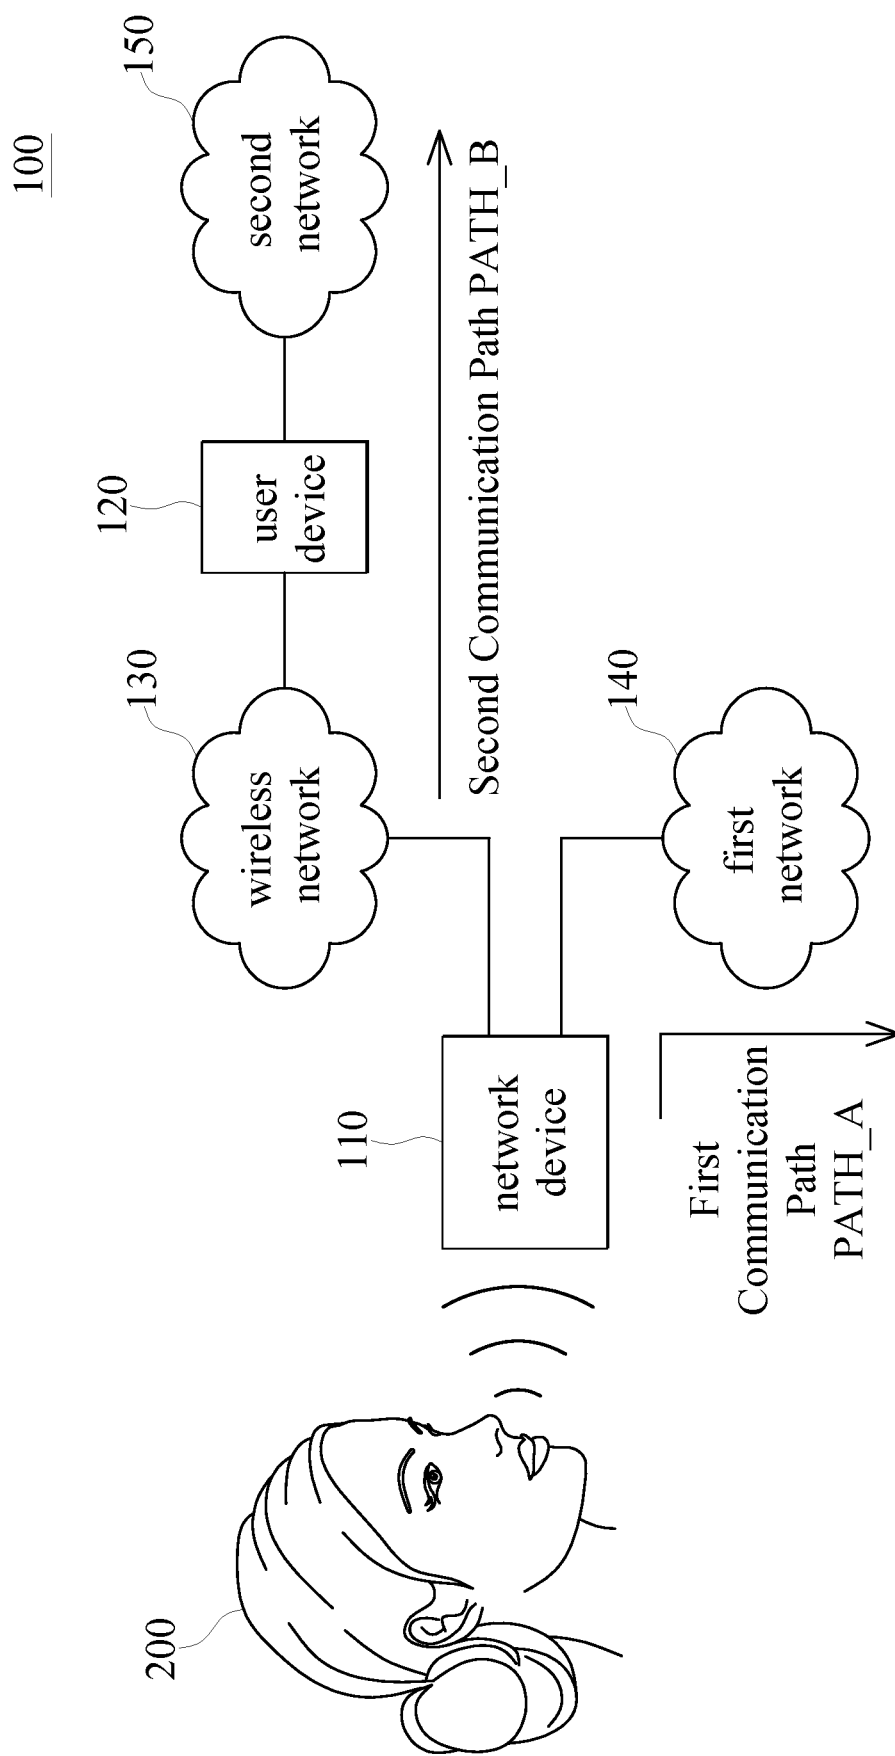 100
150
second
network
120
user
device
130
wireless
network
Second Communication Path PATH_B
140
first
network
110
network
device
First
Communication
Path
PATH_A
200